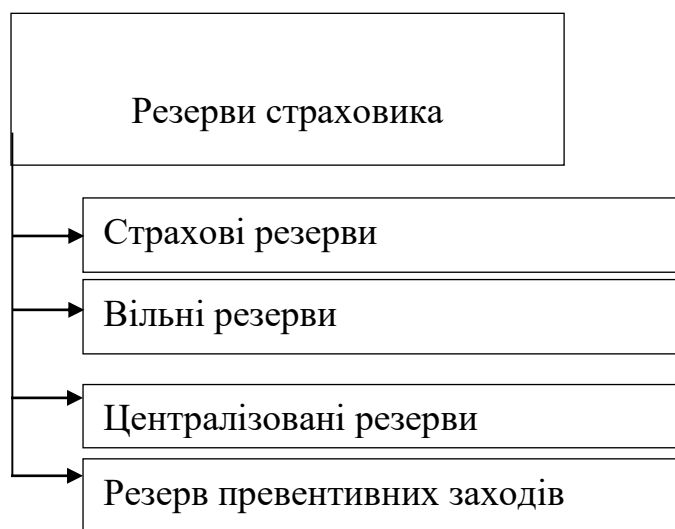 Резерви страховика
Страхові резерви
Вільні резерви
Централізовані резерви
Резерв превентивних заходів